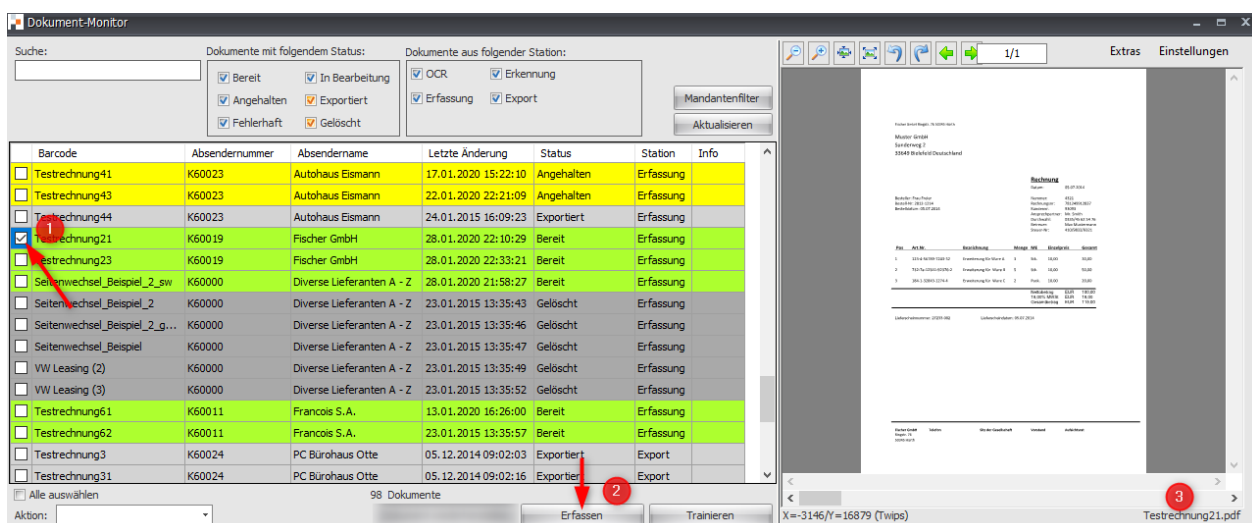 Dokument-Monitor
Suche:
Dokumente mit folgendem Status:
Dokumente aus folgender Station:
Bereit
In Bearbeitung
Angehalten
Exportiert
Fehlerhaft
Gelöscht
OCR
Erkennung
Erfassung
Export
Mandantenfilter
Aktualisieren
Barcode Absendernummer Absendername Letzte Änderung Status Station Info
Testrechnung41 K60023 Autohaus Eismann 17.01.2020 15:22:10 Angehalten Erfassung
Testrechnung43 K60023 Autohaus Eismann 22.01.2020 22:21:09 Angehalten Erfassung
Testrechnung44 K60023 Autohaus Eismann 24.01.2015 16:09:23 Exportiert Erfassung
1
Testrechnung21 K60019 Fischer GmbH 28.01.2020 22:10:29 Bereit Erfassung
Testrechnung23 K60019 Fischer GmbH 28.01.2020 22:33:21 Bereit Erfassung
Seitenwechsel_Beispiel_2_sw K60000 Diverse Lieferanten A - Z 28.01.2020 21:58:27 Bereit Erfassung
Seitenwechsel_Beispiel_2 K60000 Diverse Lieferanten A - Z 23.01.2015 13:35:43 Gelöscht Erfassung
Seitenwechsel_Beispiel_2_g... K60000 Diverse Lieferanten A - Z 23.01.2015 13:35:46 Gelöscht Erfassung
Seitenwechsel_Beispiel K60000 Diverse Lieferanten A - Z 23.01.2015 13:35:47 Gelöscht Erfassung
VW Leasing (2) K60000 Diverse Lieferanten A - Z 23.01.2015 13:35:49 Gelöscht Erfassung
VW Leasing (3) K60000 Diverse Lieferanten A - Z 23.01.2015 13:35:52 Gelöscht Erfassung
Testrechnung61 K60011 Francois S.A. 13.01.2020 16:26:00 Bereit Erfassung
Testrechnung62 K60011 Francois S.A. 23.01.2015 13:35:57 Bereit Erfassung
Testrechnung3 K60024 PC Bürohaus Otte 05.12.2014 09:02:03 Exportiert Export
Testrechnung31 K60024 PC Bürohaus Otte 05.12.2014 09:02:16 Exportiert Export
Alle auswählen
98 Dokumente
2
Aktion:
Erfassen
Trainieren
1/1
Extras
Einstellungen
Muster GmbH
Sunderweg 2
33649 Bielefeld Deutschland
Rechnung
3
X=-3146/Y=16879 (Twips)
Testrechnung21.pdf